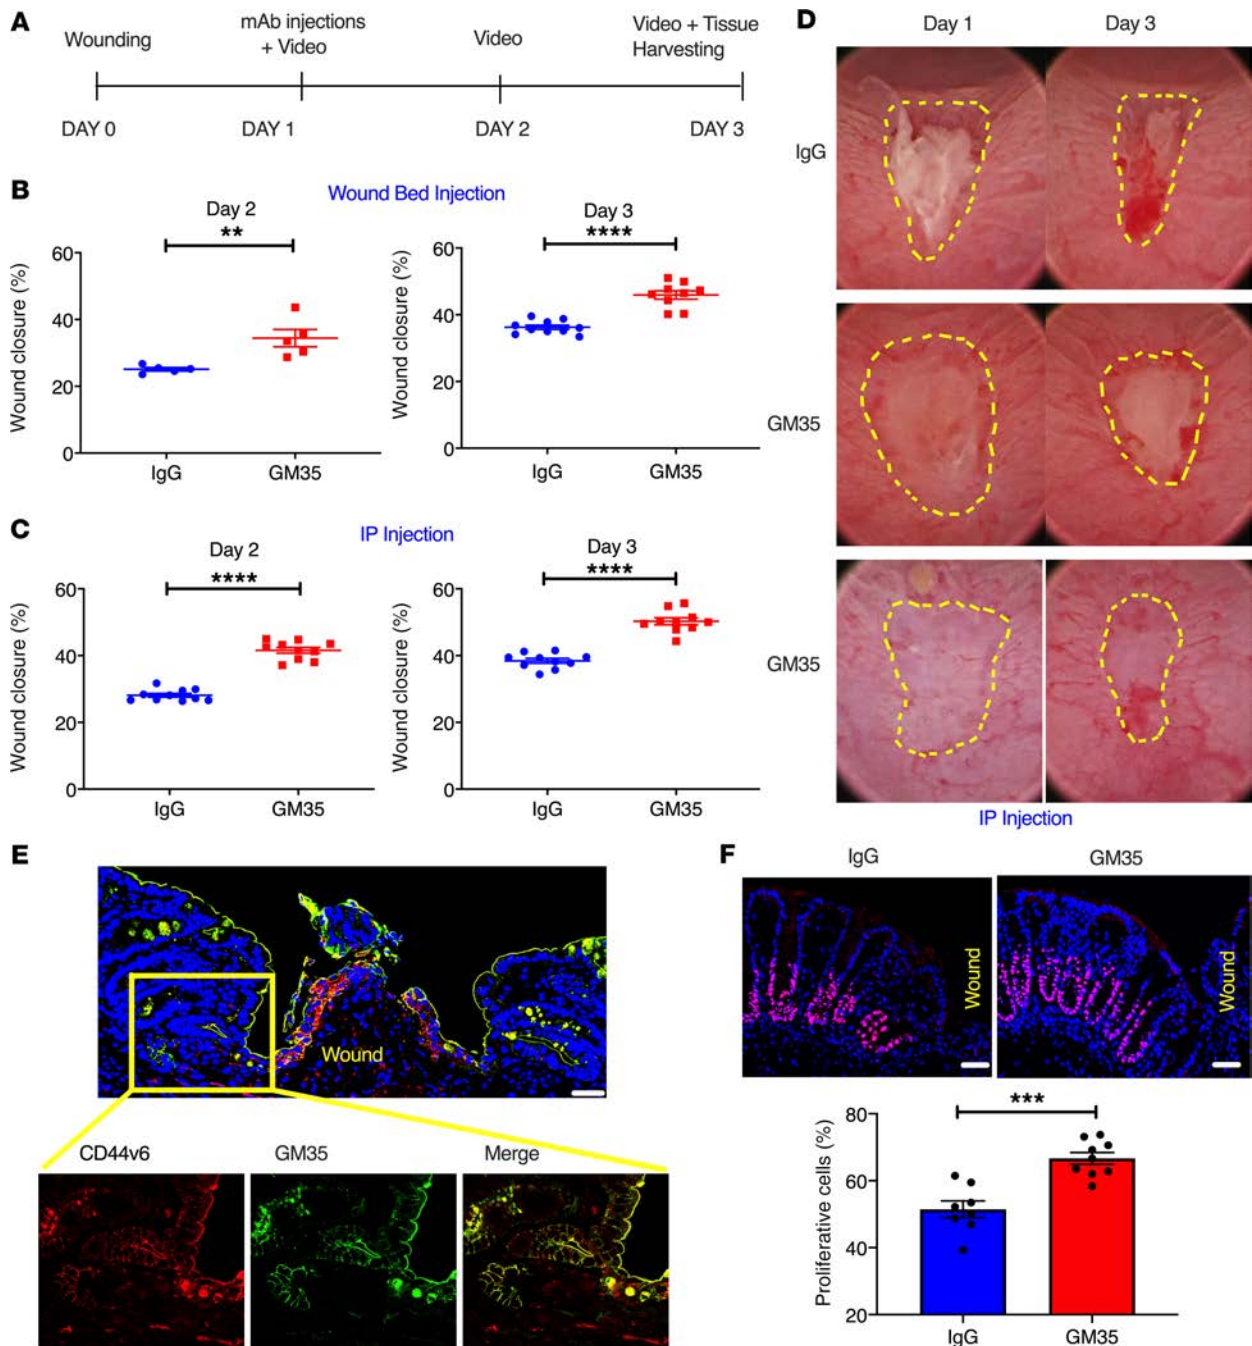 A
Wounding
mAb injections
+ Video
Video
Video + Tissue
Harvesting
DAY 0
DAY 1
DAY 2
DAY 3
B
Wound Bed Injection
Day 2
**
Wound closure (%)
60
40
20
0
IgG
GM35
Day 3
****
Wound closure (%)
60
40
20
0
IgG
GM35
C
IP Injection
Day 2
****
Wound closure (%)
60
40
20
0
IgG
GM35
Day 3
****
Wound closure (%)
60
40
20
0
IgG
GM35
D
Day 1
Day 3
IgG
GM35
GM35
IP Injection
E
Wound
CD44v6
GM35
Merge
F
IgG
GM35
Wound
Wound
***
Proliferative cells (%)
80
60
40
20
IgG
GM35